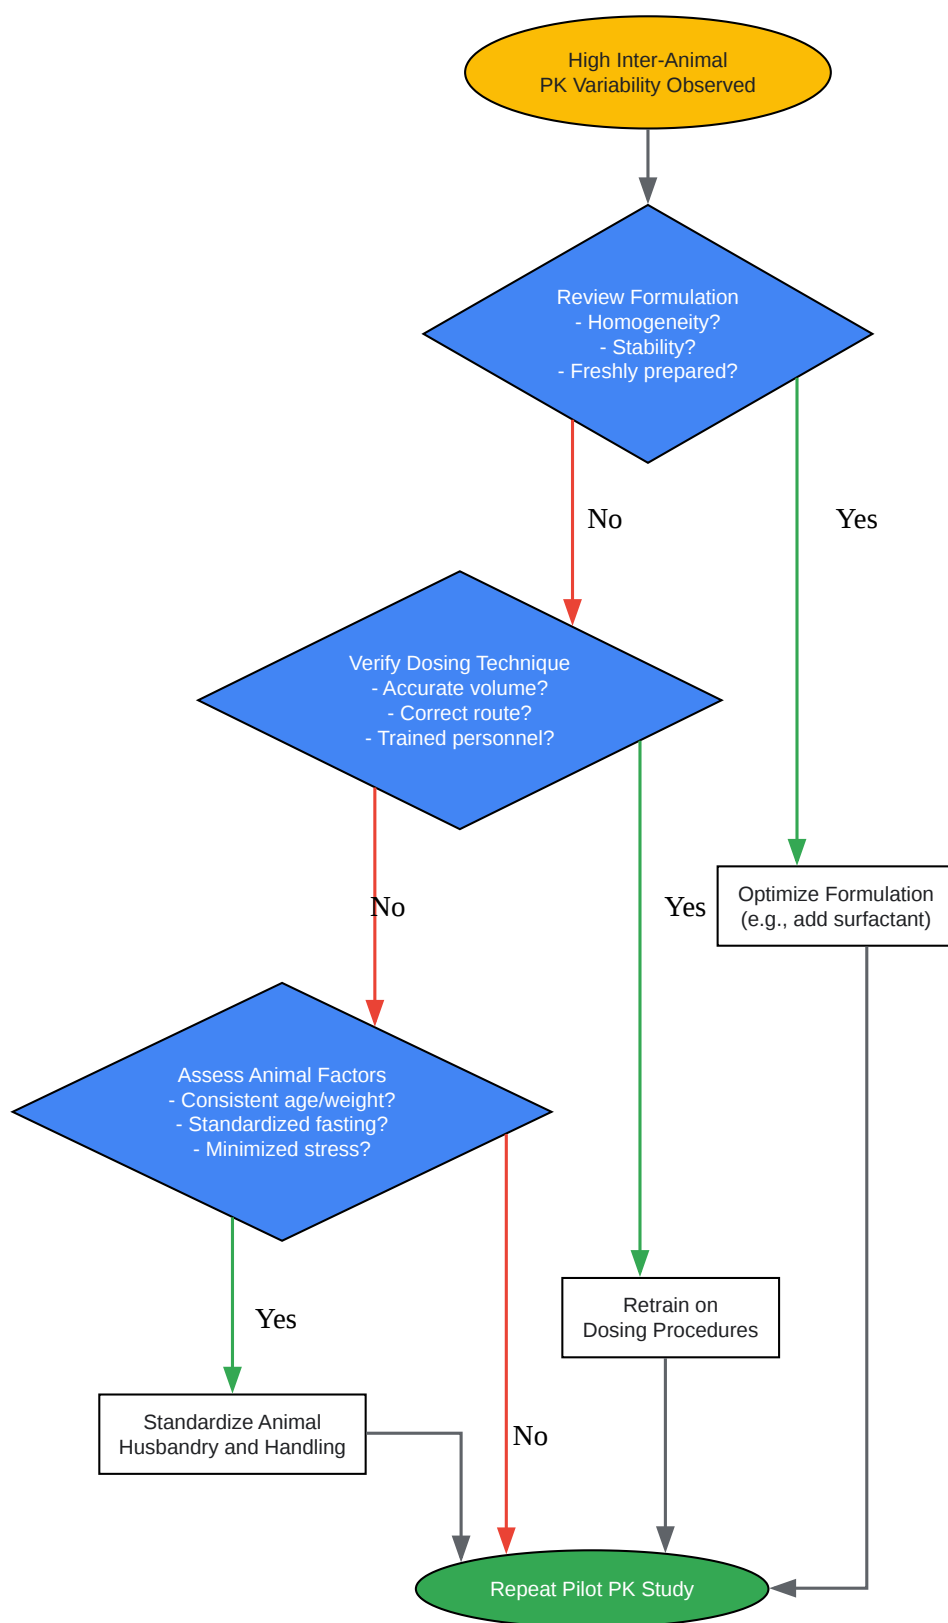 High Inter-Animal
PK Variability Observed
Review Formulation
- Homogeneity?
- Stability?
- Freshly prepared?
No
Yes
Verify Dosing Technique
- Accurate volume?
- Correct route?
- Trained personnel?
Optimize Formulation
(e.g., add surfactant)
No
Yes
Assess Animal Factors
- Consistent age/weight?
- Standardized fasting?
- Minimized stress?
Retrain on
Dosing Procedures
Yes
Standardize Animal
Husbandry and Handling
No
Repeat Pilot PK Study